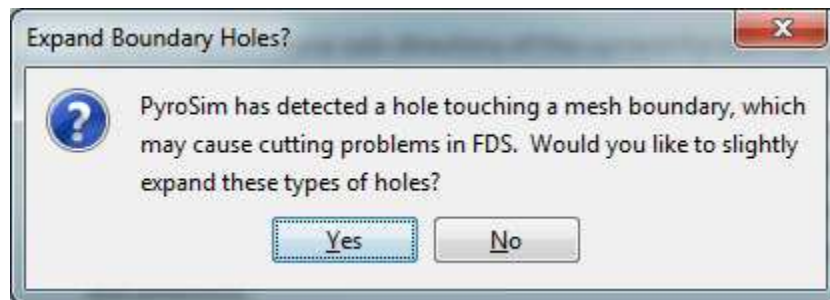 Expand Boundary Holes?
PyroSim has detected a hole touching a mesh boundary, which
may cause cutting problems in FDS. Would you like to slightly
expand these types of holes?
Yes
No